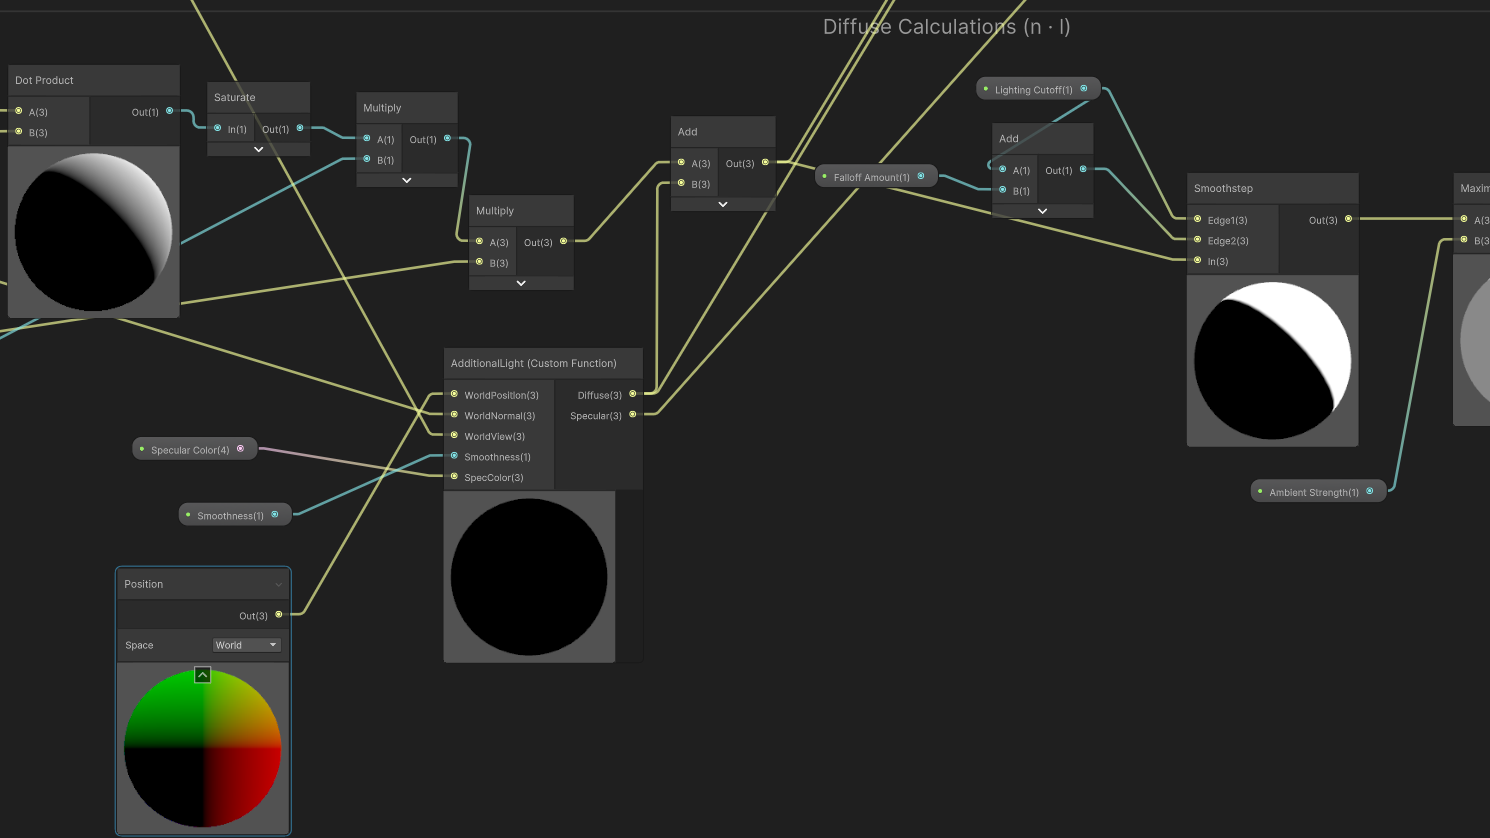 Diffuse Calculations (n · l)
Dot Product
A(3)
B(3)
Out(1)
Saturate
In(1)
Out(1)
Multiply
A(1)
B(1)
Out(1)
Multiply
A(3)
B(3)
Out(3)
Add
A(3)
B(3)
Out(3)
Lighting Cutoff(1)
Falloff Amount(1)
Add
A(1)
B(1)
Out(1)
Smoothstep
Edge1(3)
Edge2(3)
In(3)
Out(3)
Maxim
A(3
B(3
Ambient Strength(1)
AdditionalLight (Custom Function)
WorldPosition(3)
WorldNormal(3)
WorldView(3)
Smoothness(1)
SpecColor(3)
Diffuse(3)
Specular(3)
Specular Color(4)
Smoothness(1)
Position
Out(3)
Space
World